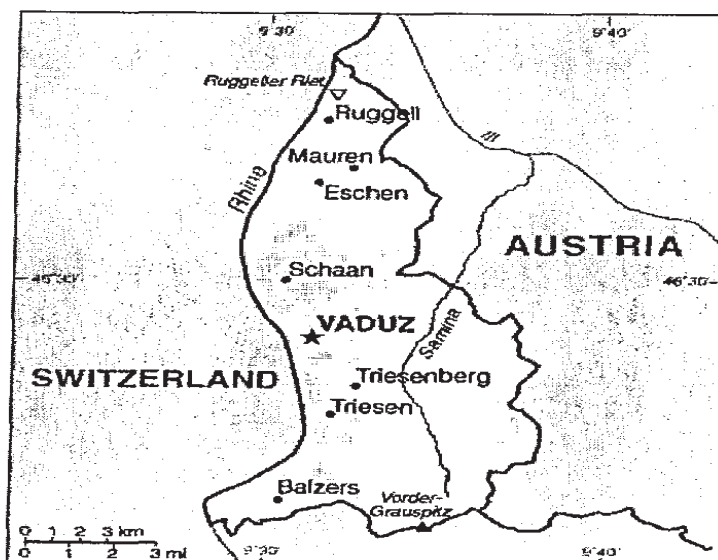 9°30 9°40
Ruggeller Riet
Ruggell
Mauren
Eschen
Rhine
Ill
AUSTRIA
Schaan
46°30'
VADUZ
Samina
SWITZERLAND
Triesenberg
Triesen
Balzers
Vorder-
Grauspitz
0 1 2 3 km
0 1 2 3 mi
9°30 9°40